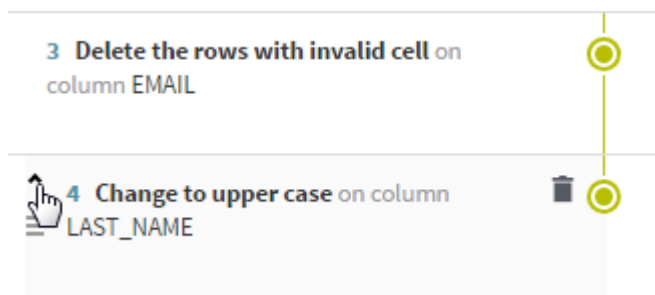 3 Delete the rows with invalid cell on
column EMAIL
4 Change to upper case on column
LAST_NAME